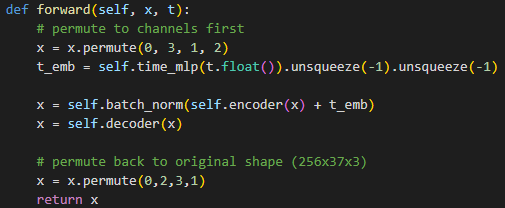 def forward(self, x, t):
    # permute to channels first
    x = x.permute(0, 3, 1, 2)
    t_emb = self.time_mlp(t.float()).unsqueeze(-1).unsqueeze(-1)

    x = self.batch_norm(self.encoder(x) + t_emb)
    x = self.decoder(x)

    # permute back to original shape (256x37x3)
    x = x.permute(0,2,3,1)
    return x